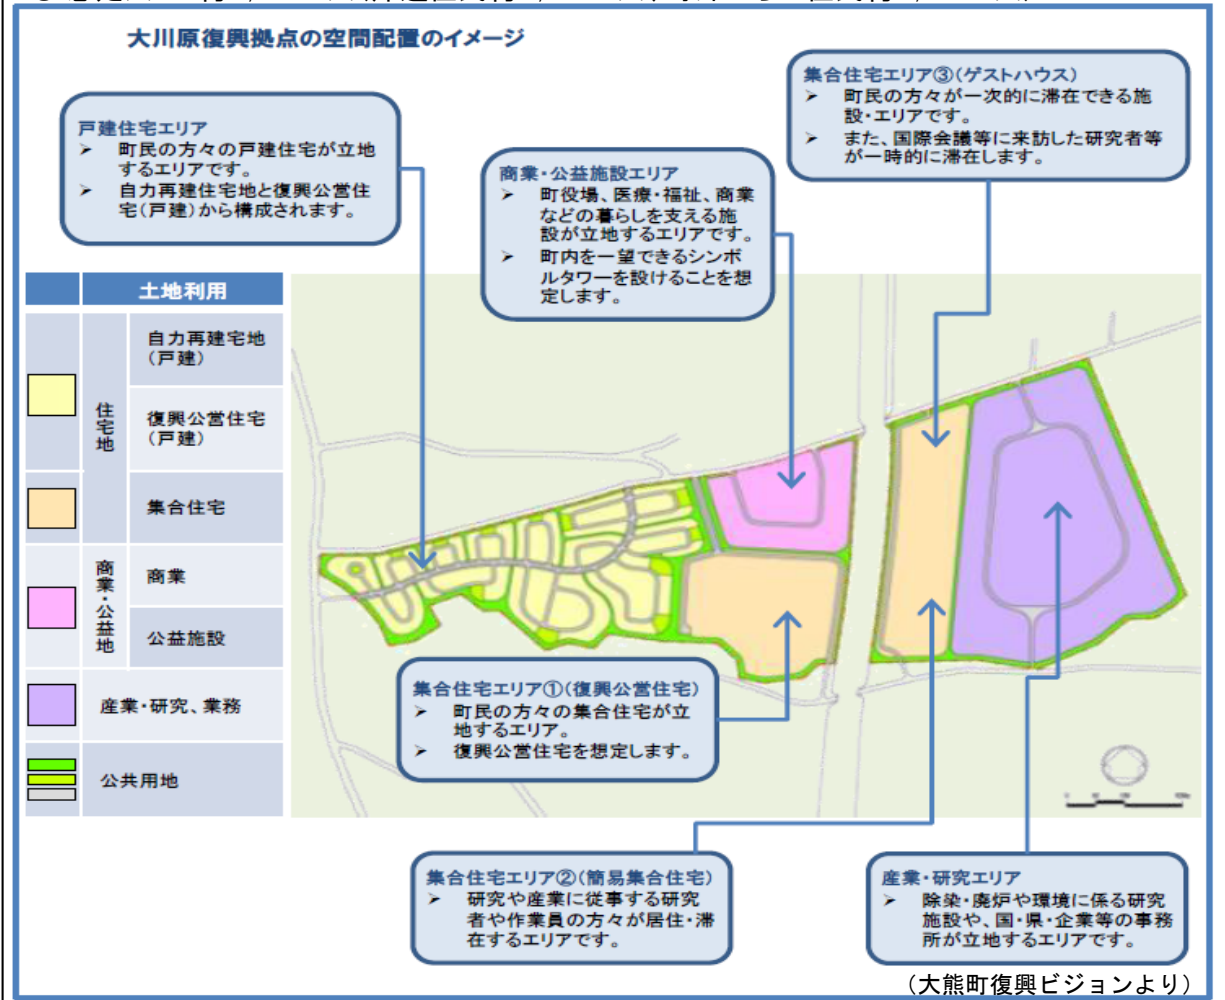 大川原復興拠点の空間配置のイメージ
戸建住宅エリア
➢ 町民の方々の戸建住宅が立地
するエリアです。
➢ 自力再建住宅地と復興公営住
宅(戸建)から構成されます。
商業・公益施設エリア
➢ 町役場、医療・福祉、商業
などの暮らしを支える施
設が立地するエリアです。
➢ 町内を一望できるシンボ
ルタワーを設けることを想
定します。
集合住宅エリア③(ゲストハウス)
➢ 町民の方々が一次的に滞在できる施
設・エリアです。
➢ また、国際会議等に来訪した研究者等
が一時的に滞在します。
土地利用
住宅地
自力再建宅地
(戸建)
復興公営住宅
(戸建)
集合住宅
商業・公益地
商業
公益施設
産業・研究、業務
公共用地
集合住宅エリア①(復興公営住宅)
➢ 町民の方々の集合住宅が立
地するエリア。
➢ 復興公営住宅を想定します。
集合住宅エリア②(簡易集合住宅)
➢ 研究や産業に従事する研究
者や作業員の方々が居住・滞
在するエリアです。
産業・研究エリア
➢ 除染・廃炉や環境に係る研究
施設や、国・県・企業等の事務
所が立地するエリアです。
(大熊町復興ビジョンより)